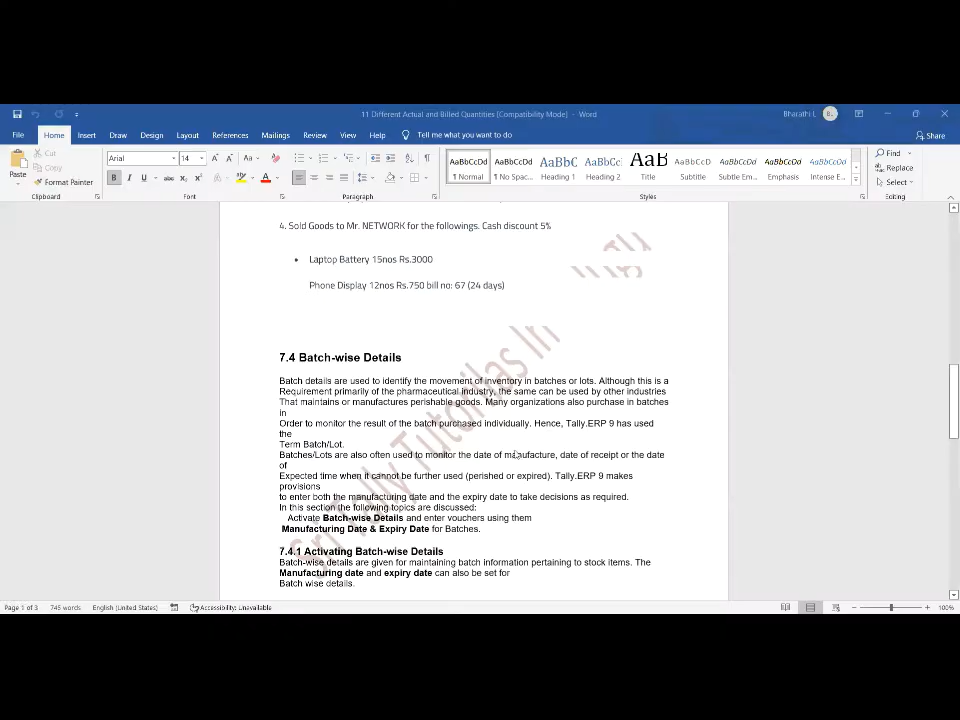 11 Different Actual and Billed Quantities [Compatibility Mode] - Word
Bharathi L
BL
File Home Insert Draw Design Layout References Mailings Review View Help Tell me what you want to do Share
Paste
Cut
Copy
Format Painter
Clipboard
Arial 14
Font
Paragraph
AaBbCcDd AaBbCcDd AaBbC AaBbCc AaB AaBbCcDd AaBbCcDd AaBbCcDd AaBbCcDd
1 Normal 1 No Spac... Heading 1 Heading 2 Title Subtitle Subtle Em... Emphasis Intense E...
Styles
Find
Replace
Select
Editing
4. Sold Goods to Mr. NETWORK for the followings. Cash discount 5%
• Laptop Battery 15nos Rs.3000
Phone Display 12nos Rs.750 bill no: 67 (24 days)
7.4 Batch-wise Details
Batch details are used to identify the movement of inventory in batches or lots. Although this is a
Requirement primarily of the pharmaceutical industry, the same can be used by other industries
That maintains or manufactures perishable goods. Many organizations also purchase in batches
in
Order to monitor the result of the batch purchased individually. Hence, Tally.ERP 9 has used
the
Term Batch/Lot.
Batches/Lots are also often used to monitor the date of manufacture, date of receipt or the date
of
Expected time when it cannot be further used (perished or expired). Tally.ERP 9 makes
provisions
to enter both the manufacturing date and the expiry date to take decisions as required.
In this section the following topics are discussed:
Activate Batch-wise Details and enter vouchers using them
Manufacturing Date & Expiry Date for Batches.
7.4.1 Activating Batch-wise Details
Batch-wise details are given for maintaining batch information pertaining to stock items. The
Manufacturing date and expiry date can also be set for
Batch wise details.
Sri Tally Tutorilas In
Page 1 of 3 745 words English (United States) Accessibility: Unavailable 100%